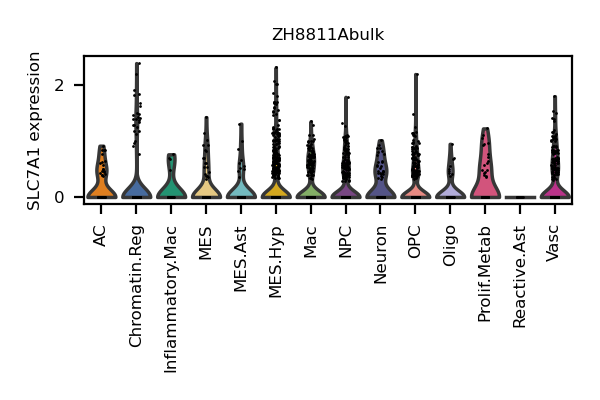 ZH8811Abulk
SLC7A1 expression
2
0
AC
Chromatin.Reg
Inflammatory.Mac
MES
MES.Ast
MES.Hyp
Mac
NPC
Neuron
OPC
Oligo
Prolif.Metab
Reactive.Ast
Vasc